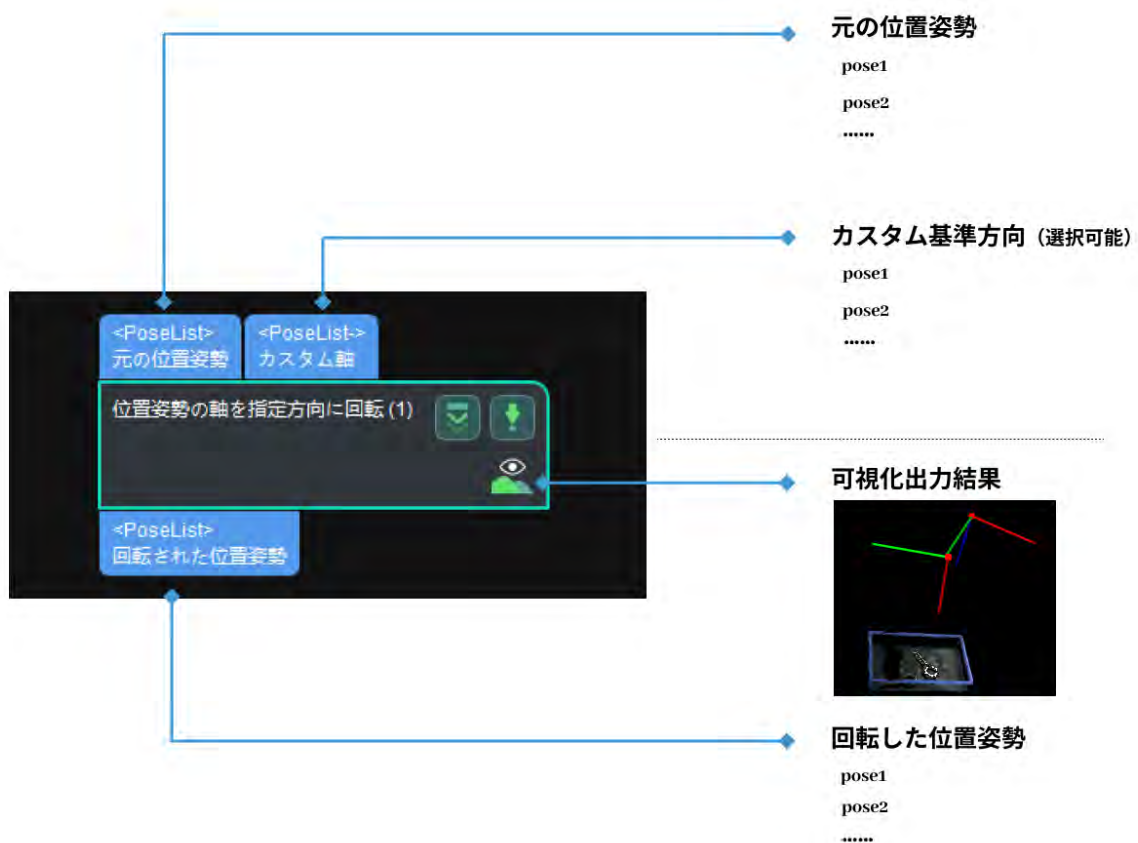 元の位置姿勢
pose1
pose2
......
カスタム基準方向（選択可能）
pose1
pose2
......
<PoseList>
元の位置姿勢
<PoseList->
カスタム軸
位置姿勢の軸を指定方向に回転 (1)
<PoseList>
回転された位置姿勢
可視化出力結果
回転した位置姿勢
pose1
pose2
......